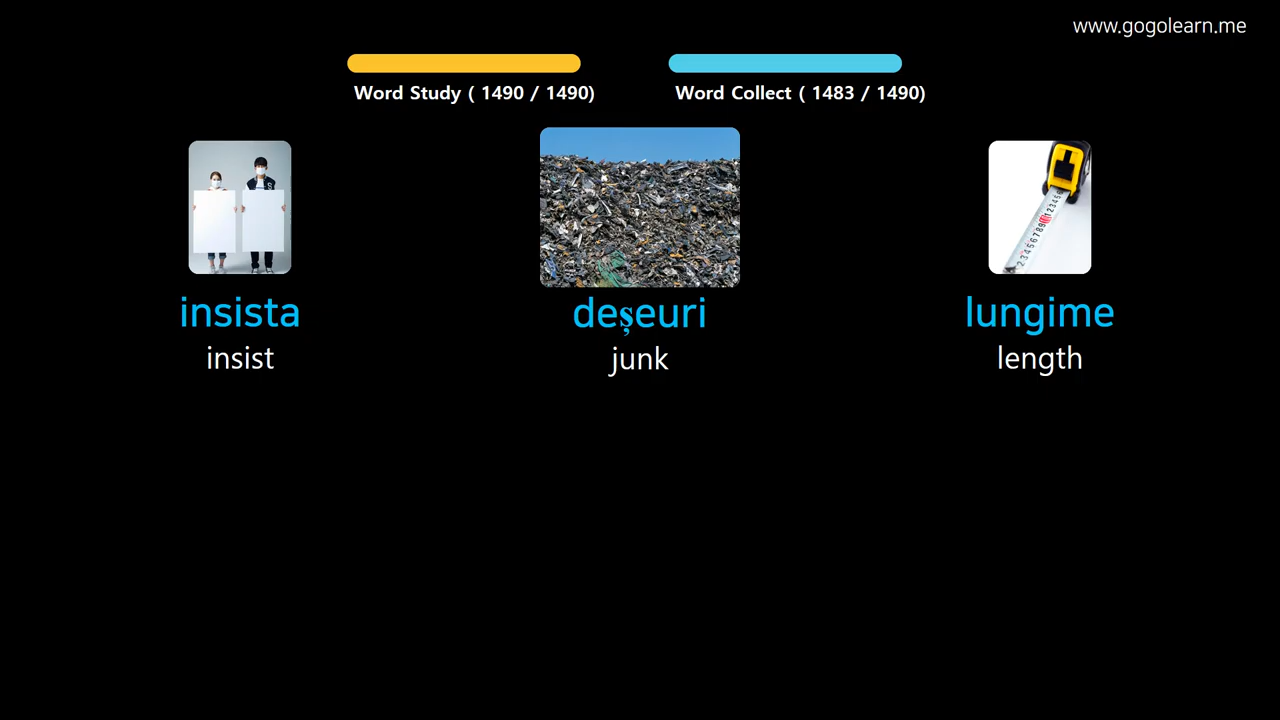 www.gogolearn.me
Word Study ( 1490 / 1490)
Word Collect ( 1483 / 1490)
insista
insist
deșeuri
junk
lungime
length